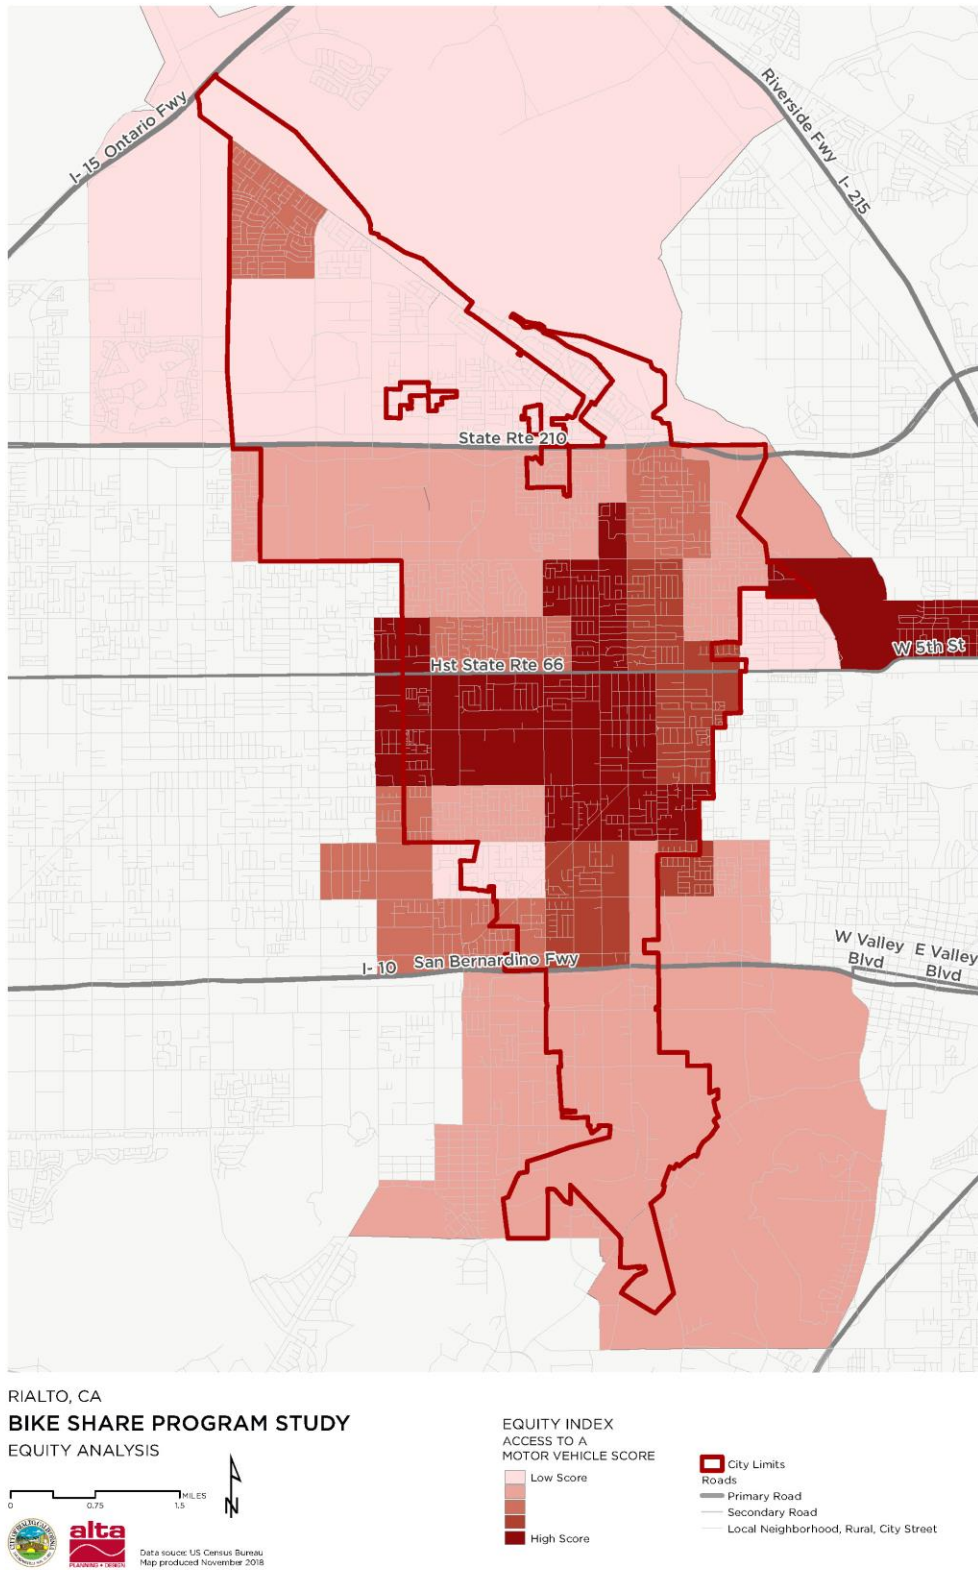 I- 15 Ontario Fwy
Riverside Fwy I- 215
State Rte 210
Hst State Rte 66
W 5th St
W Valley Blvd
E Valley Blvd
I- 10 San Bernardino Fwy
RIALTO, CA
BIKE SHARE PROGRAM STUDY
EQUITY ANALYSIS
0 0.75 1.5 MILES
N
alta
PLANNING + DESIGN
Data source: US Census Bureau
Map produced November 2018
EQUITY INDEX
ACCESS TO A
MOTOR VEHICLE SCORE
Low Score
High Score
City Limits
Roads
Primary Road
Secondary Road
Local Neighborhood, Rural, City Street